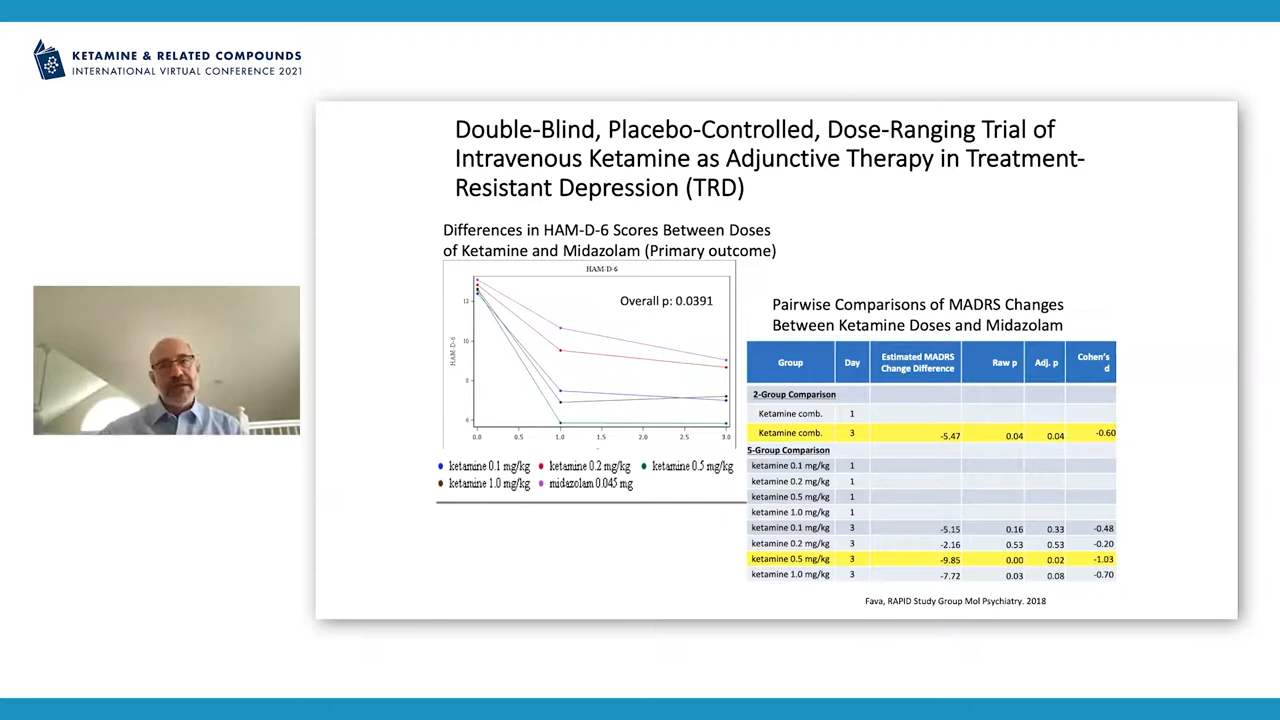 KETAMINE & RELATED COMPOUNDS
INTERNATIONAL VIRTUAL CONFERENCE 2021
Double-Blind, Placebo-Controlled, Dose-Ranging Trial of
Intravenous Ketamine as Adjunctive Therapy in Treatment-
Resistant Depression (TRD)
Differences in HAM-D-6 Scores Between Doses
of Ketamine and Midazolam (Primary outcome)
HAM-D-6
Overall p: 0.0391
HAM-D-6
12
10
8
6
0.0 0.5 1.0 1.5 2.0 2.5 3.0
ketamine 0.1 mg/kg ketamine 0.2 mg/kg ketamine 0.5 mg/kg
ketamine 1.0 mg/kg midazolam 0.045 mg
Pairwise Comparisons of MADRS Changes
Between Ketamine Doses and Midazolam
Group Day Estimated MADRS Change Difference Raw p Adj. p Cohen's d
2-Group Comparison
Ketamine comb. 1
Ketamine comb. 3 -5.47 0.04 0.04 -0.60
5-Group Comparison
ketamine 0.1 mg/kg 1
ketamine 0.2 mg/kg 1
ketamine 0.5 mg/kg 1
ketamine 1.0 mg/kg 1
ketamine 0.1 mg/kg 3 -5.15 0.16 0.33 -0.48
ketamine 0.2 mg/kg 3 -2.16 0.53 0.53 -0.20
ketamine 0.5 mg/kg 3 -9.85 0.00 0.02 -1.03
ketamine 1.0 mg/kg 3 -7.72 0.03 0.08 -0.70
Fava, RAPID Study Group Mol Psychiatry. 2018